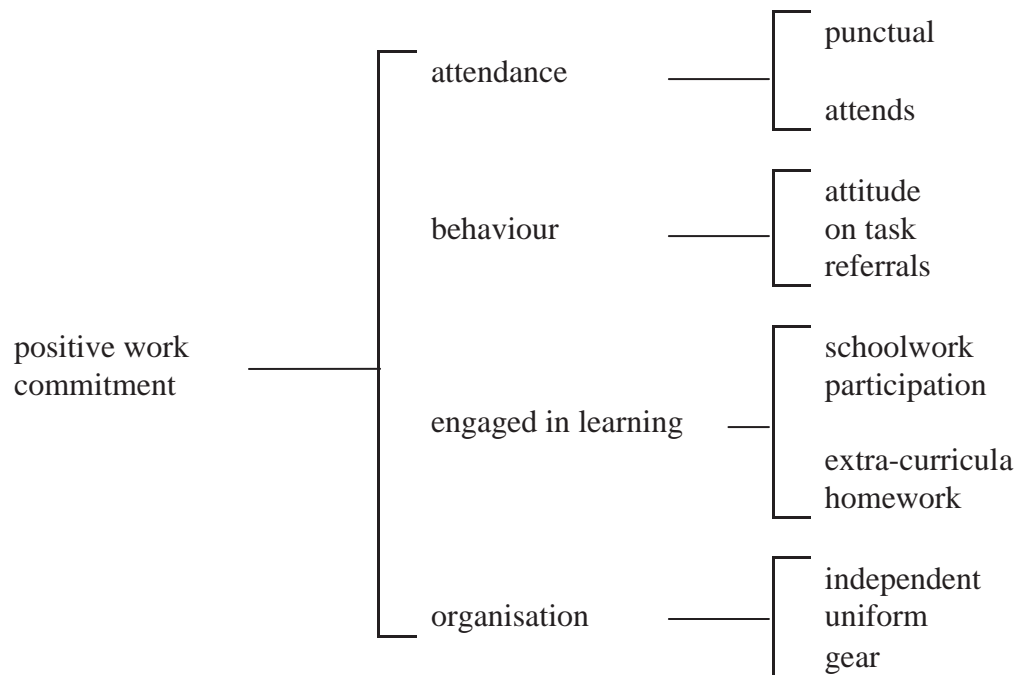 positive work
commitment
attendance
punctual
attends
behaviour
attitude
on task
referrals
engaged in learning
schoolwork
participation
extra-curricula
homework
organisation
independent
uniform
gear